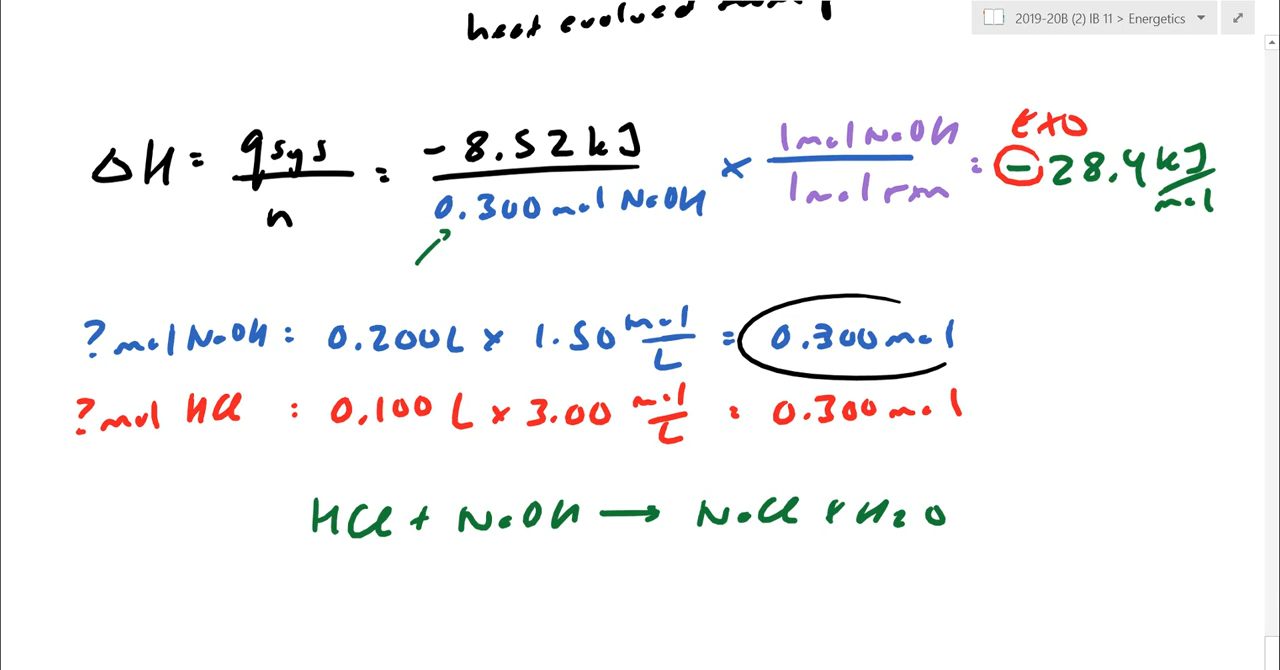 2019-20B (2) IB 11 > Energetics
heat evolved
ΔH = qsys / n = -8.52 kJ / 0.300 mol NaOH × 1 mol NaOH / 1 mol rxn = -28.4 kJ/mol
EXO
? mol NaOH = 0.200 L × 1.50 mol/L = 0.300 mol
? mol HCl = 0.100 L × 3.00 mol/L = 0.300 mol
HCl + NaOH → NaCl + H2O